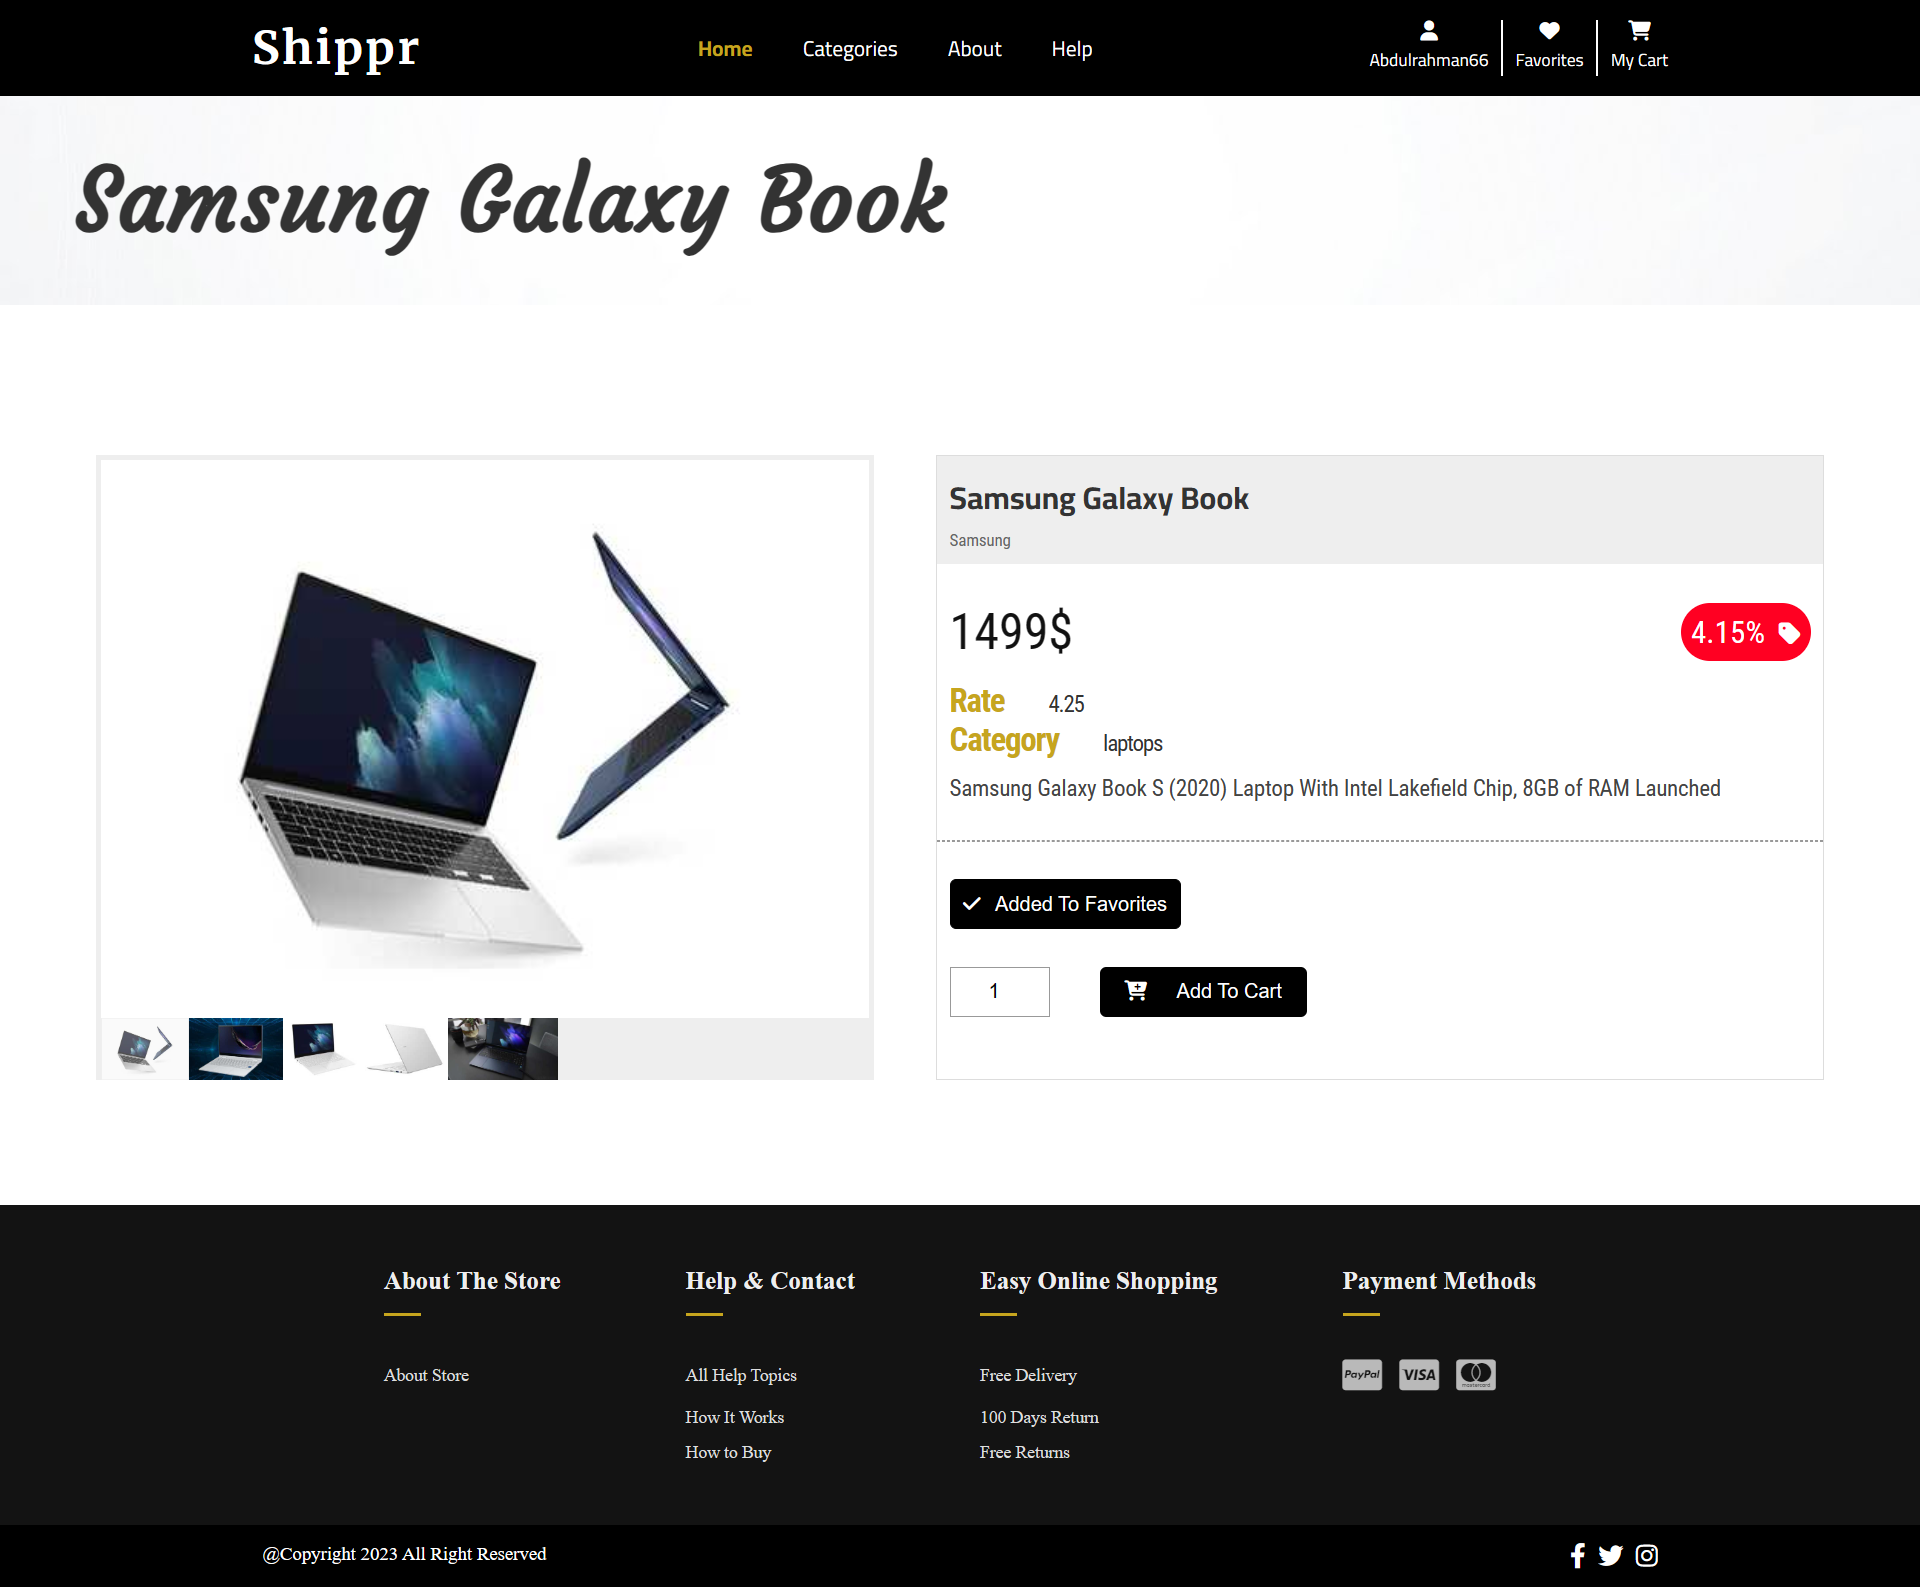 Shippr
Home
Categories
About
Help
Abdulrahman66
Favorites
My Cart
Samsung Galaxy Book
Samsung Galaxy Book
Samsung
1499$
4.15%
Rate 4.25
Category laptops
Samsung Galaxy Book S (2020) Laptop With Intel Lakefield Chip, 8GB of RAM Launched
Added To Favorites
1
Add To Cart
About The Store
About Store
Help & Contact
All Help Topics
How It Works
How to Buy
Easy Online Shopping
Free Delivery
100 Days Return
Free Returns
Payment Methods
PayPal
VISA
mastercard
@Copyright 2023 All Right Reserved